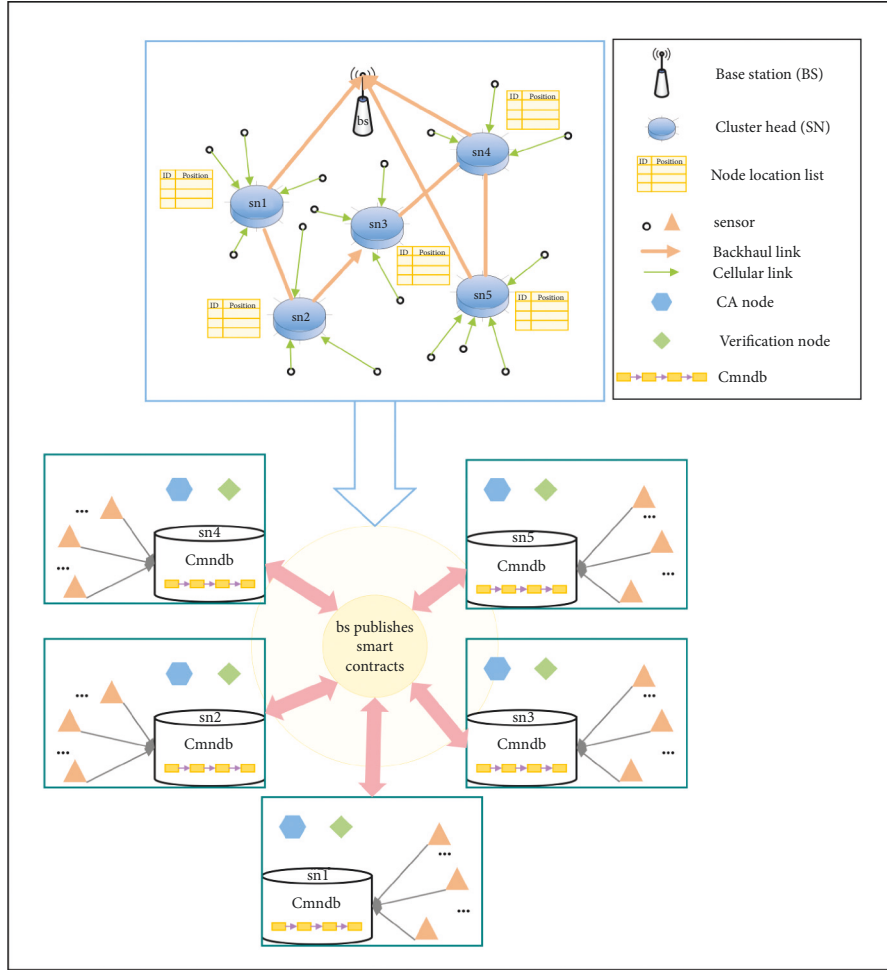 bs
ID Position
sn4
ID Position
sn1
sn3
ID Position
ID Position
sn2
sn5
ID Position
Base station (BS)
Cluster head (SN)
ID Position
Node location list
sensor
Backhaul link
Cellular link
CA node
Verification node
Cmndb
...
sn4
Cmndb
...
sn5
...
Cmndb
...
bs publishes
smart
contracts
...
sn2
Cmndb
...
sn3
...
Cmndb
...
sn1
...
Cmndb
...